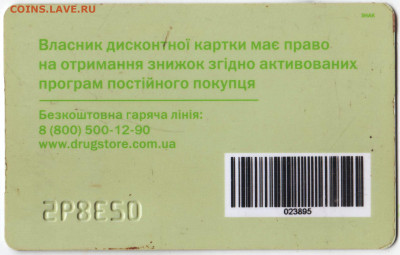 COINS.LAVE.RU
Власник дисконтної картки має право
на отримання знижок згідно активованих
програм постійного покупця
Безкоштовна гаряча лінія:
8 (800) 500-12-90
www.drugstore.com.ua
023895